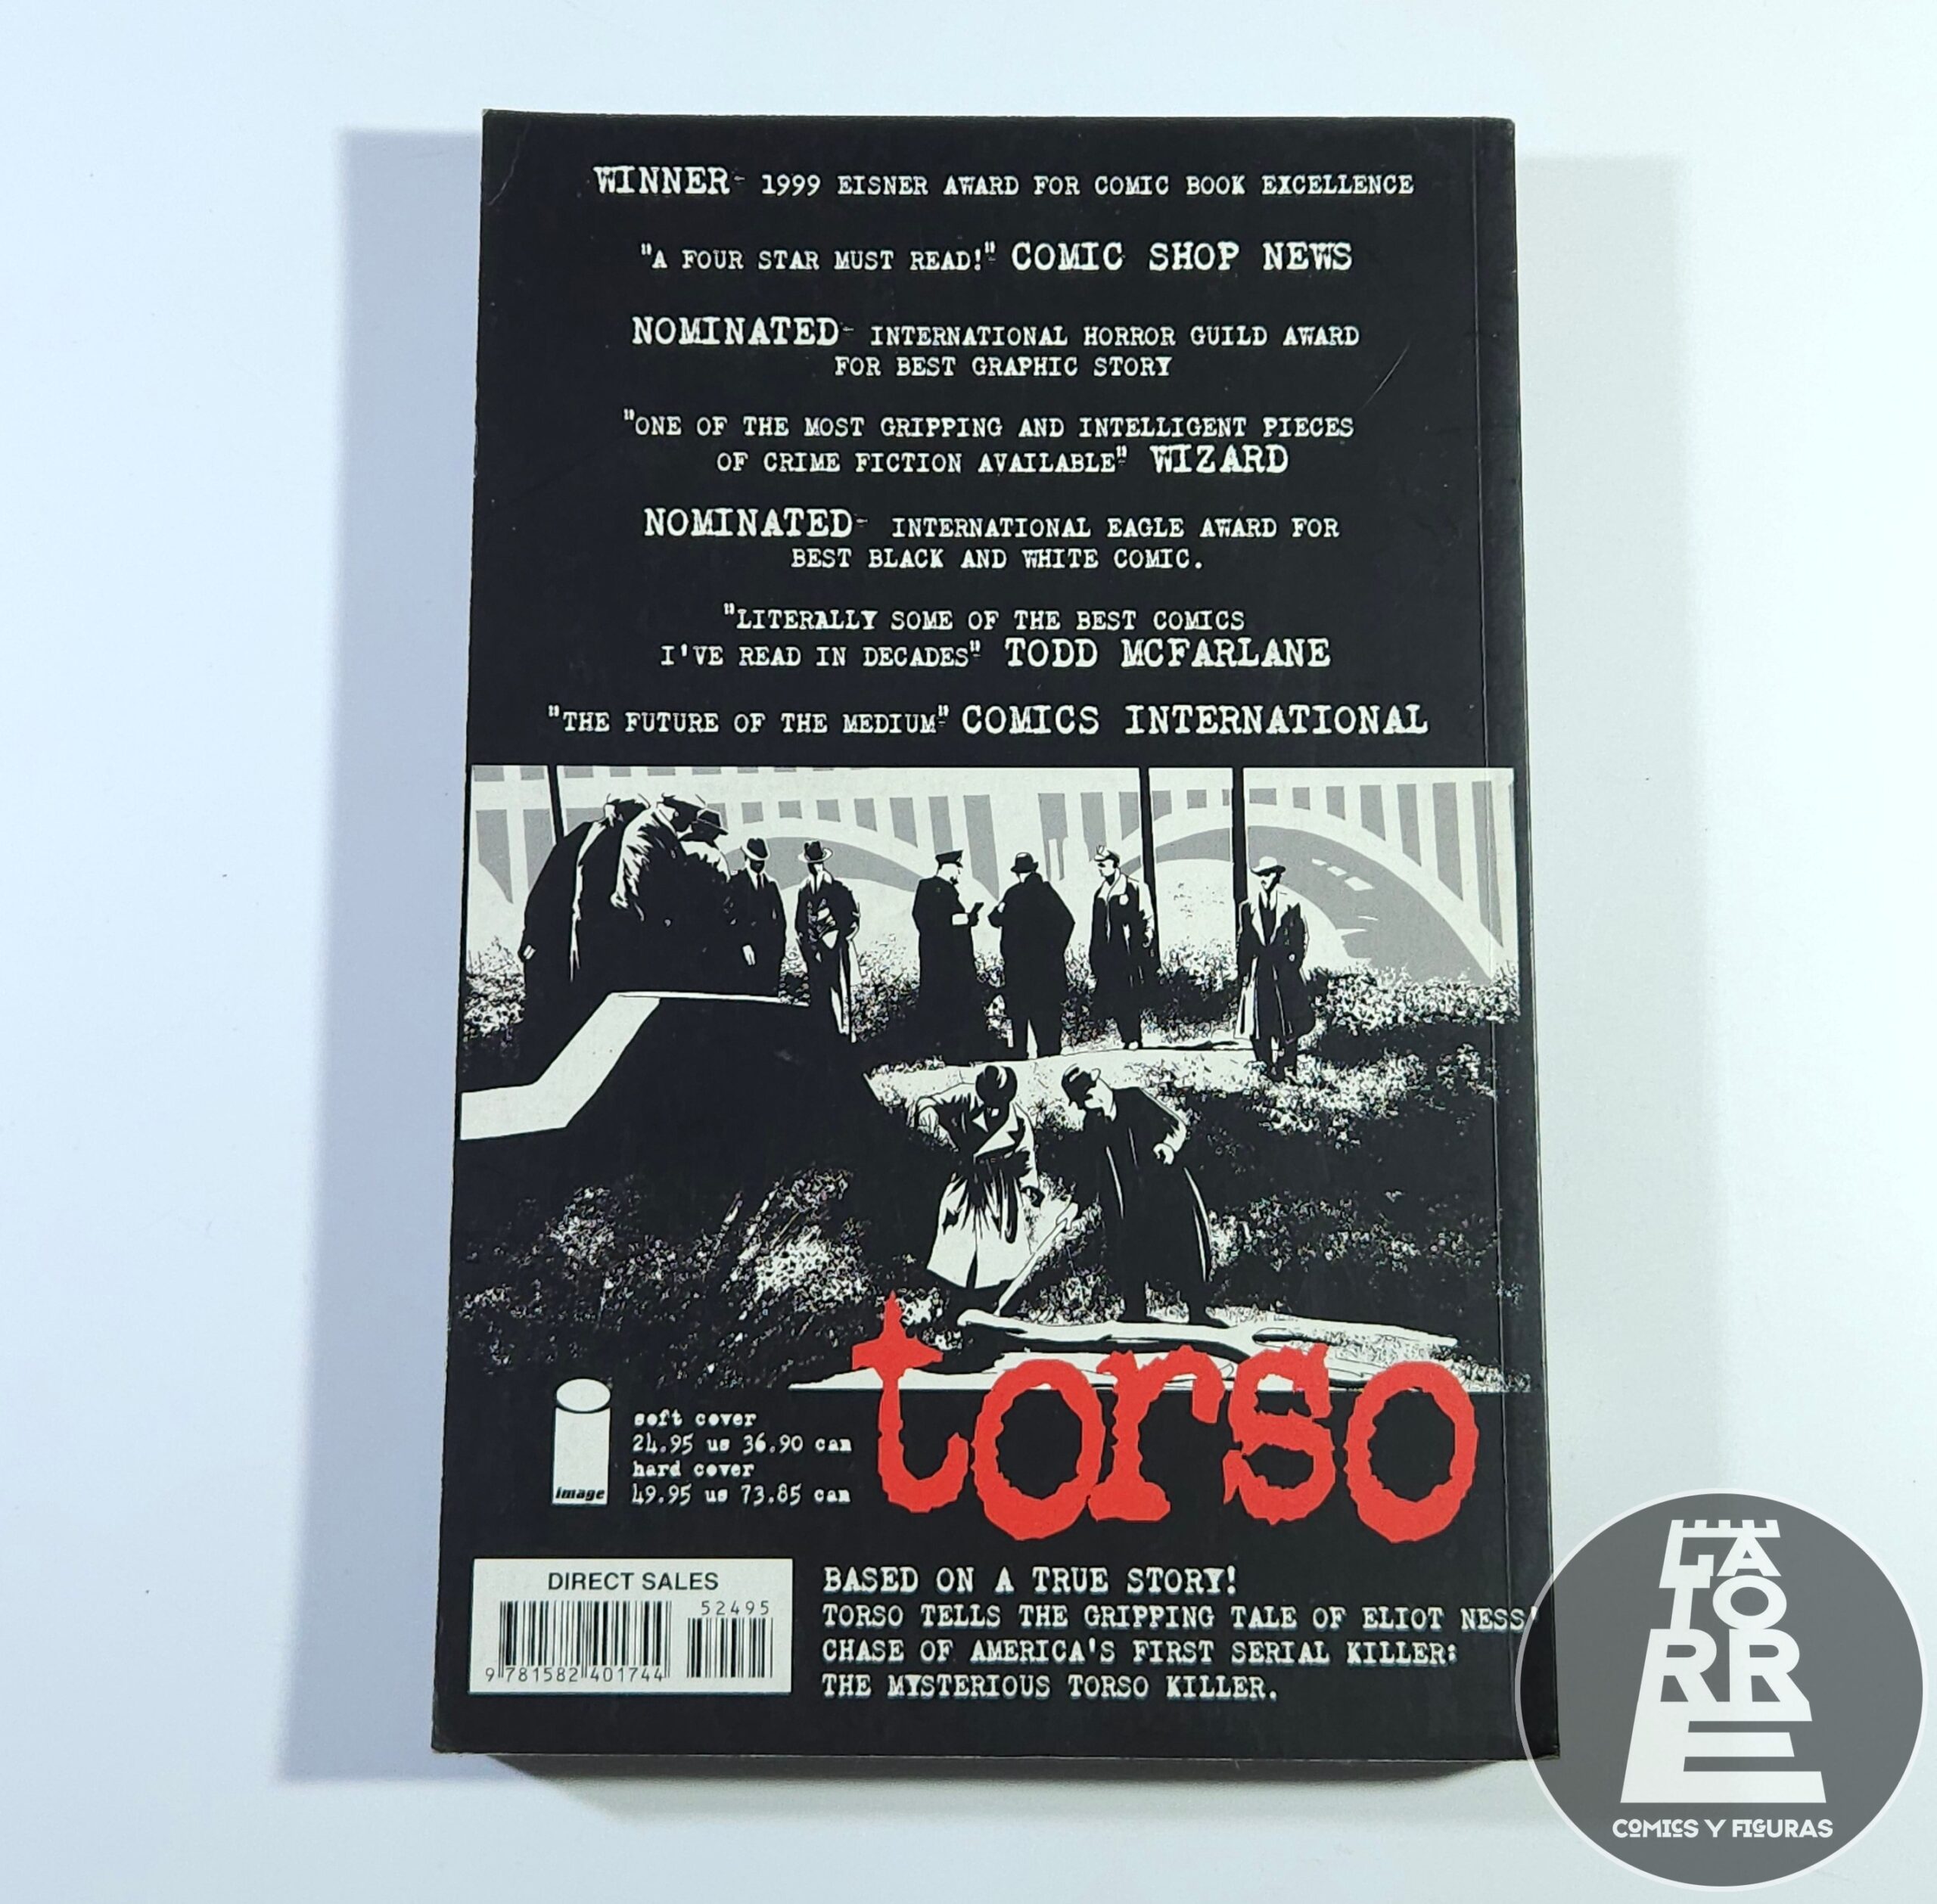 WINNER- 1999 EISNER AWARD FOR COMIC BOOK EXCELLENCE
"A FOUR STAR MUST READ!"- COMIC SHOP NEWS
NOMINATED- INTERNATIONAL HORROR GUILD AWARD
FOR BEST GRAPHIC STORY
"ONE OF THE MOST GRIPPING AND INTELLIGENT PIECES
OF CRIME FICTION AVAILABLE"- WIZARD
NOMINATED- INTERNATIONAL EAGLE AWARD FOR
BEST BLACK AND WHITE COMIC.
"LITERALLY SOME OF THE BEST COMICS
I'VE READ IN DECADES"- TODD MCFARLANE
"THE FUTURE OF THE MEDIUM"- COMICS INTERNATIONAL
torso
image
soft cover
24.95 us 36.90 can
hard cover
49.95 us 73.85 can
DIRECT SALES
52495
9 781582 401744
BASED ON A TRUE STORY!
TORSO TELLS THE GRIPPING TALE OF ELIOT NESS'
CHASE OF AMERICA'S FIRST SERIAL KILLER:
THE MYSTERIOUS TORSO KILLER.
LA
TO
RR
E
COMICS Y FIGURAS